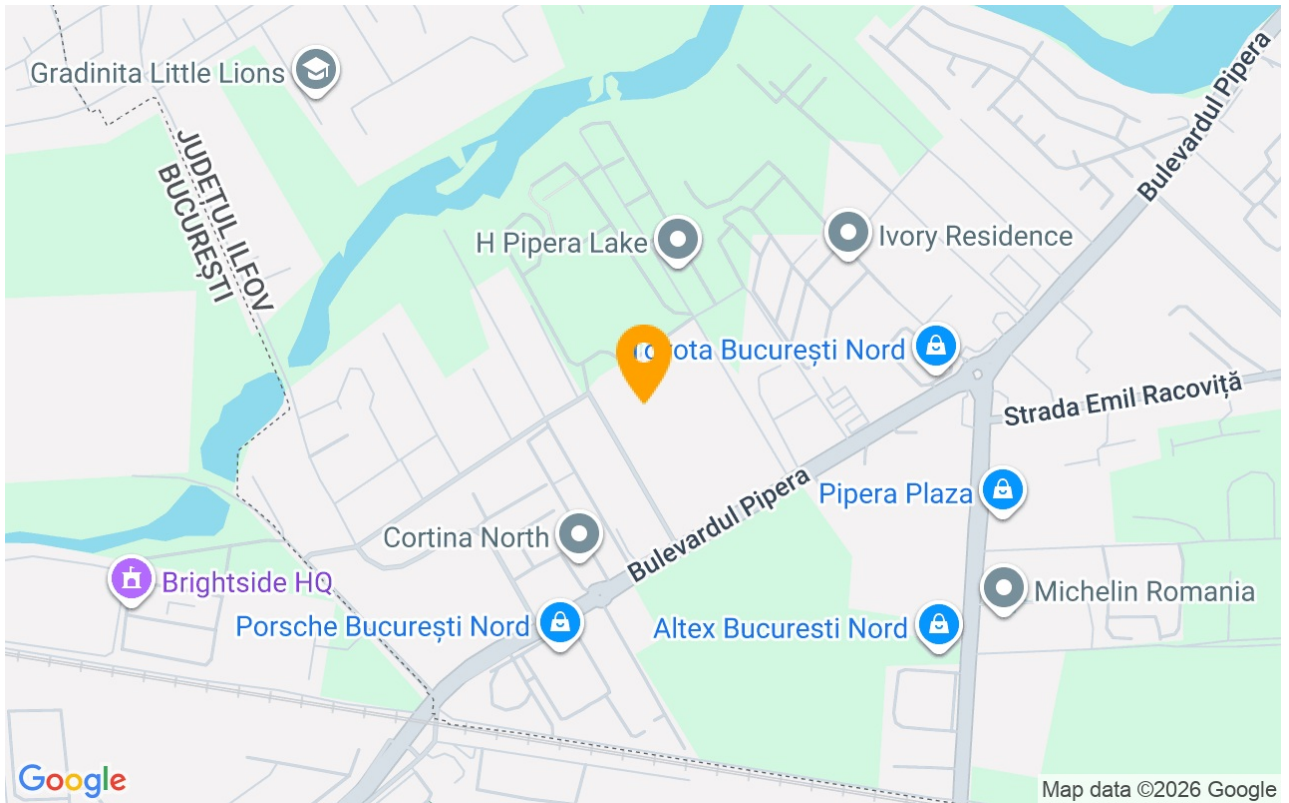 Gradinita Little Lions
Bulevardul Pipera
JUDEȚUL ILFOV
BUCUREȘTI
H Pipera Lake
Ivory Residence
București Nord
Strada Emil Racoviță
Bulevardul Pipera
Pipera Plaza
Cortina North
Brightside HQ
Michelin Romania
Porsche București Nord
Altex Bucuresti Nord
Google
Map data ©2026 Google